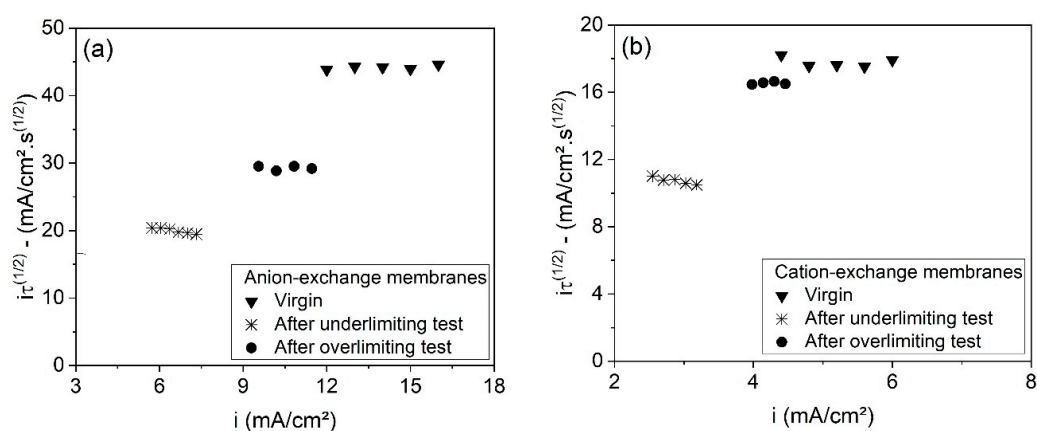 (a)
50
40
30
20
10
0
iτ^(1/2) - (mA/cm².s^(1/2))
Anion-exchange membranes
Virgin
After underlimiting test
After overlimiting test
3 6 9 12 15 18
i (mA/cm²)
(b)
20
16
12
8
4
0
iτ^(1/2) - (mA/cm².s^(1/2))
Cation-exchange membranes
Virgin
After underlimiting test
After overlimiting test
2 4 6 8
i (mA/cm²)